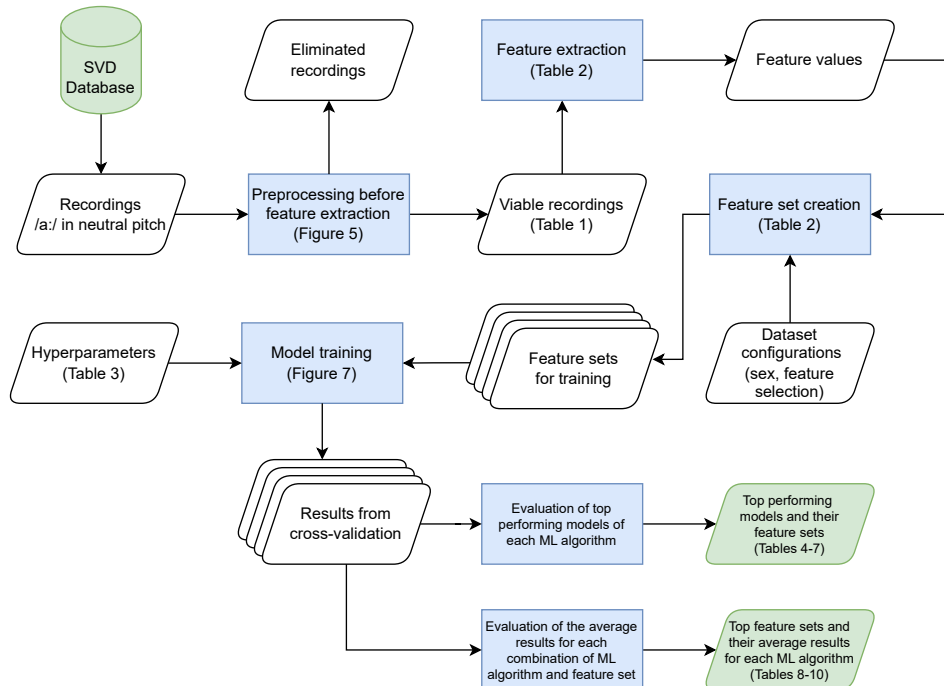 SVD
Database
Eliminated
recordings
Feature extraction
(Table 2)
Feature values
Recordings
/a:/ in neutral pitch
Preprocessing before
feature extraction
(Figure 5)
Viable recordings
(Table 1)
Feature set creation
(Table 2)
Hyperparameters
(Table 3)
Model training
(Figure 7)
Feature sets
for training
Dataset
configurations
(sex, feature
selection)
Results from
cross-validation
Evaluation of top
performing models of
each ML algorithm
Top performing
models and their
feature sets
(Tables 4-7)
Evaluation of the average
results for each
combination of ML
algorithm and feature set
Top feature sets and
their average results
for each ML algorithm
(Tables 8-10)